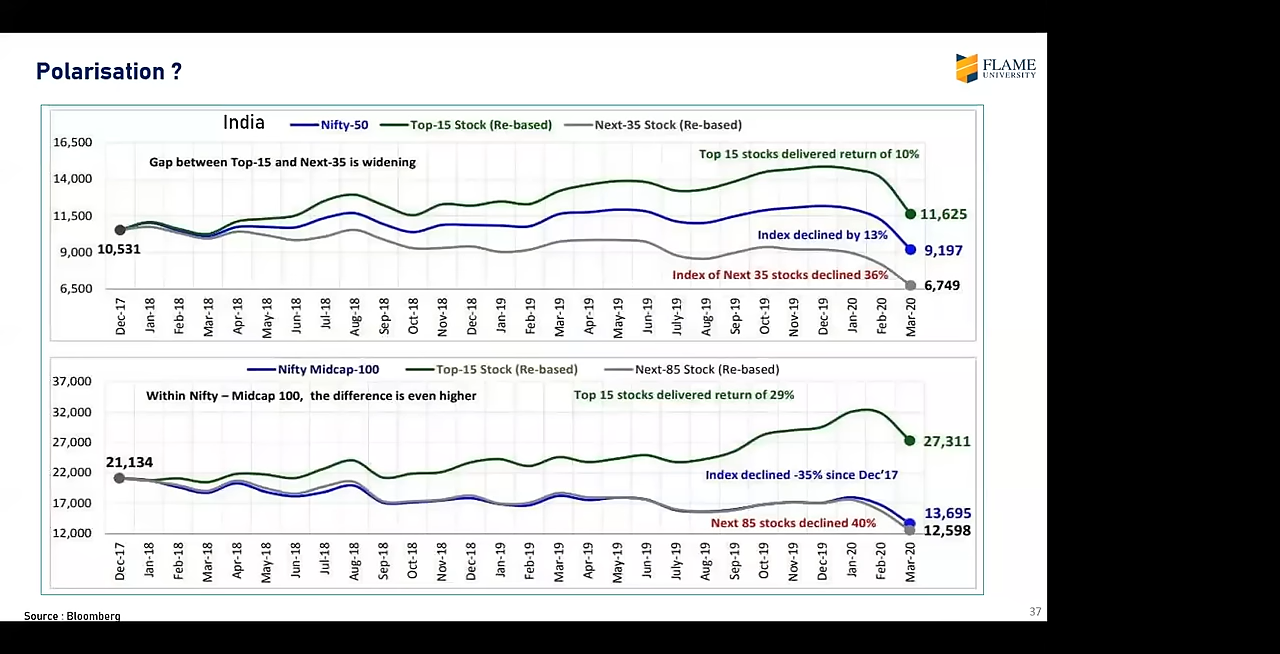 Polarisation ?
FLAME
UNIVERSITY
India
Nifty-50
Top-15 Stock (Re-based)
Next-35 Stock (Re-based)
16,500
14,000
11,500
9,000
6,500
Gap between Top-15 and Next-35 is widening
Top 15 stocks delivered return of 10%
10,531
11,625
Index declined by 13%
9,197
Index of Next 35 stocks declined 36%
6,749
Dec-17
Jan-18
Feb-18
Mar-18
Apr-18
May-18
Jun-18
Jul-18
Aug-18
Sep-18
Oct-18
Nov-18
Dec-18
Jan-19
Feb-19
Mar-19
Apr-19
May-19
Jun-19
July-19
Aug-19
Sep-19
Oct-19
Nov-19
Dec-19
Jan-20
Feb-20
Mar-20
Nifty Midcap-100
Top-15 Stock (Re-based)
Next-85 Stock (Re-based)
37,000
32,000
27,000
22,000
17,000
12,000
Within Nifty – Midcap 100, the difference is even higher
Top 15 stocks delivered return of 29%
21,134
27,311
Index declined -35% since Dec’17
13,695
Next 85 stocks declined 40%
12,598
Dec-17
Jan-18
Feb-18
Mar-18
Apr-18
May-18
Jun-18
Jul-18
Aug-18
Sep-18
Oct-18
Nov-18
Dec-18
Jan-19
Feb-19
Mar-19
Apr-19
May-19
Jun-19
July-19
Aug-19
Sep-19
Oct-19
Nov-19
Dec-19
Jan-20
Feb-20
Mar-20
Source : Bloomberg
37